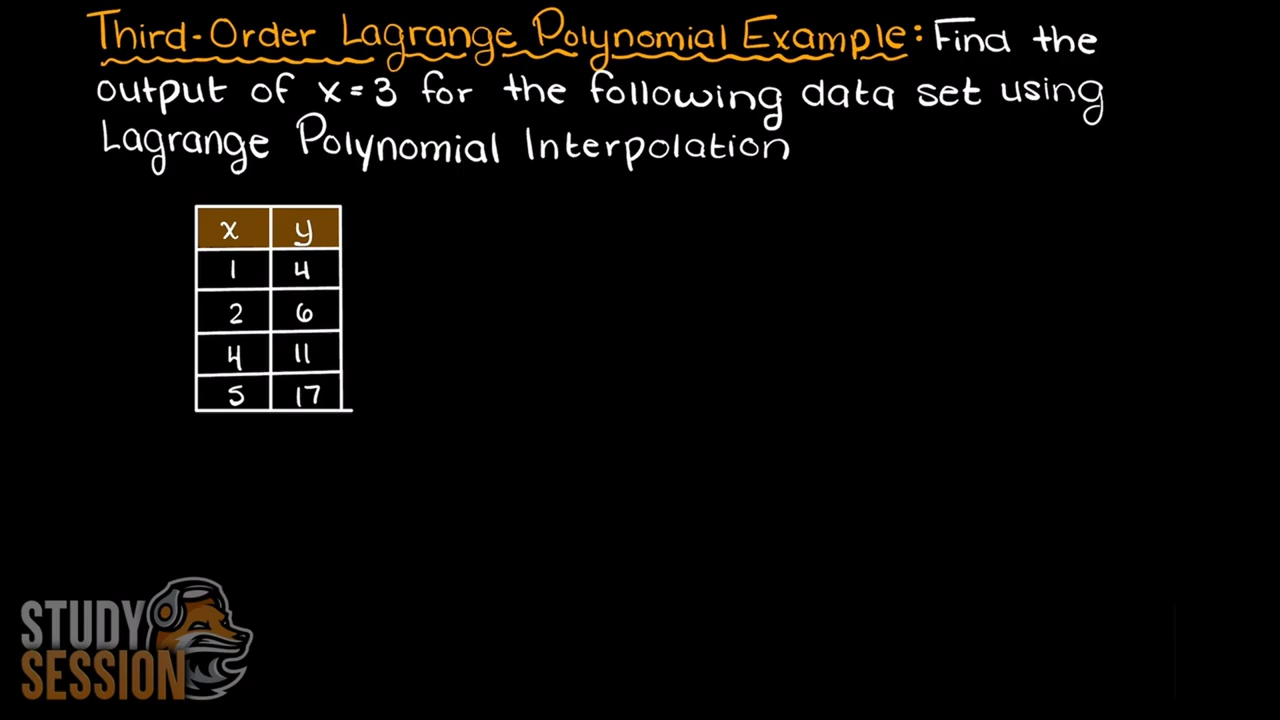 Third-Order Lagrange Polynomial Example: Find the
output of x=3 for the following data set using
Lagrange Polynomial Interpolation
x y
1 4
2 6
4 11
5 17
STUDY
SESSION